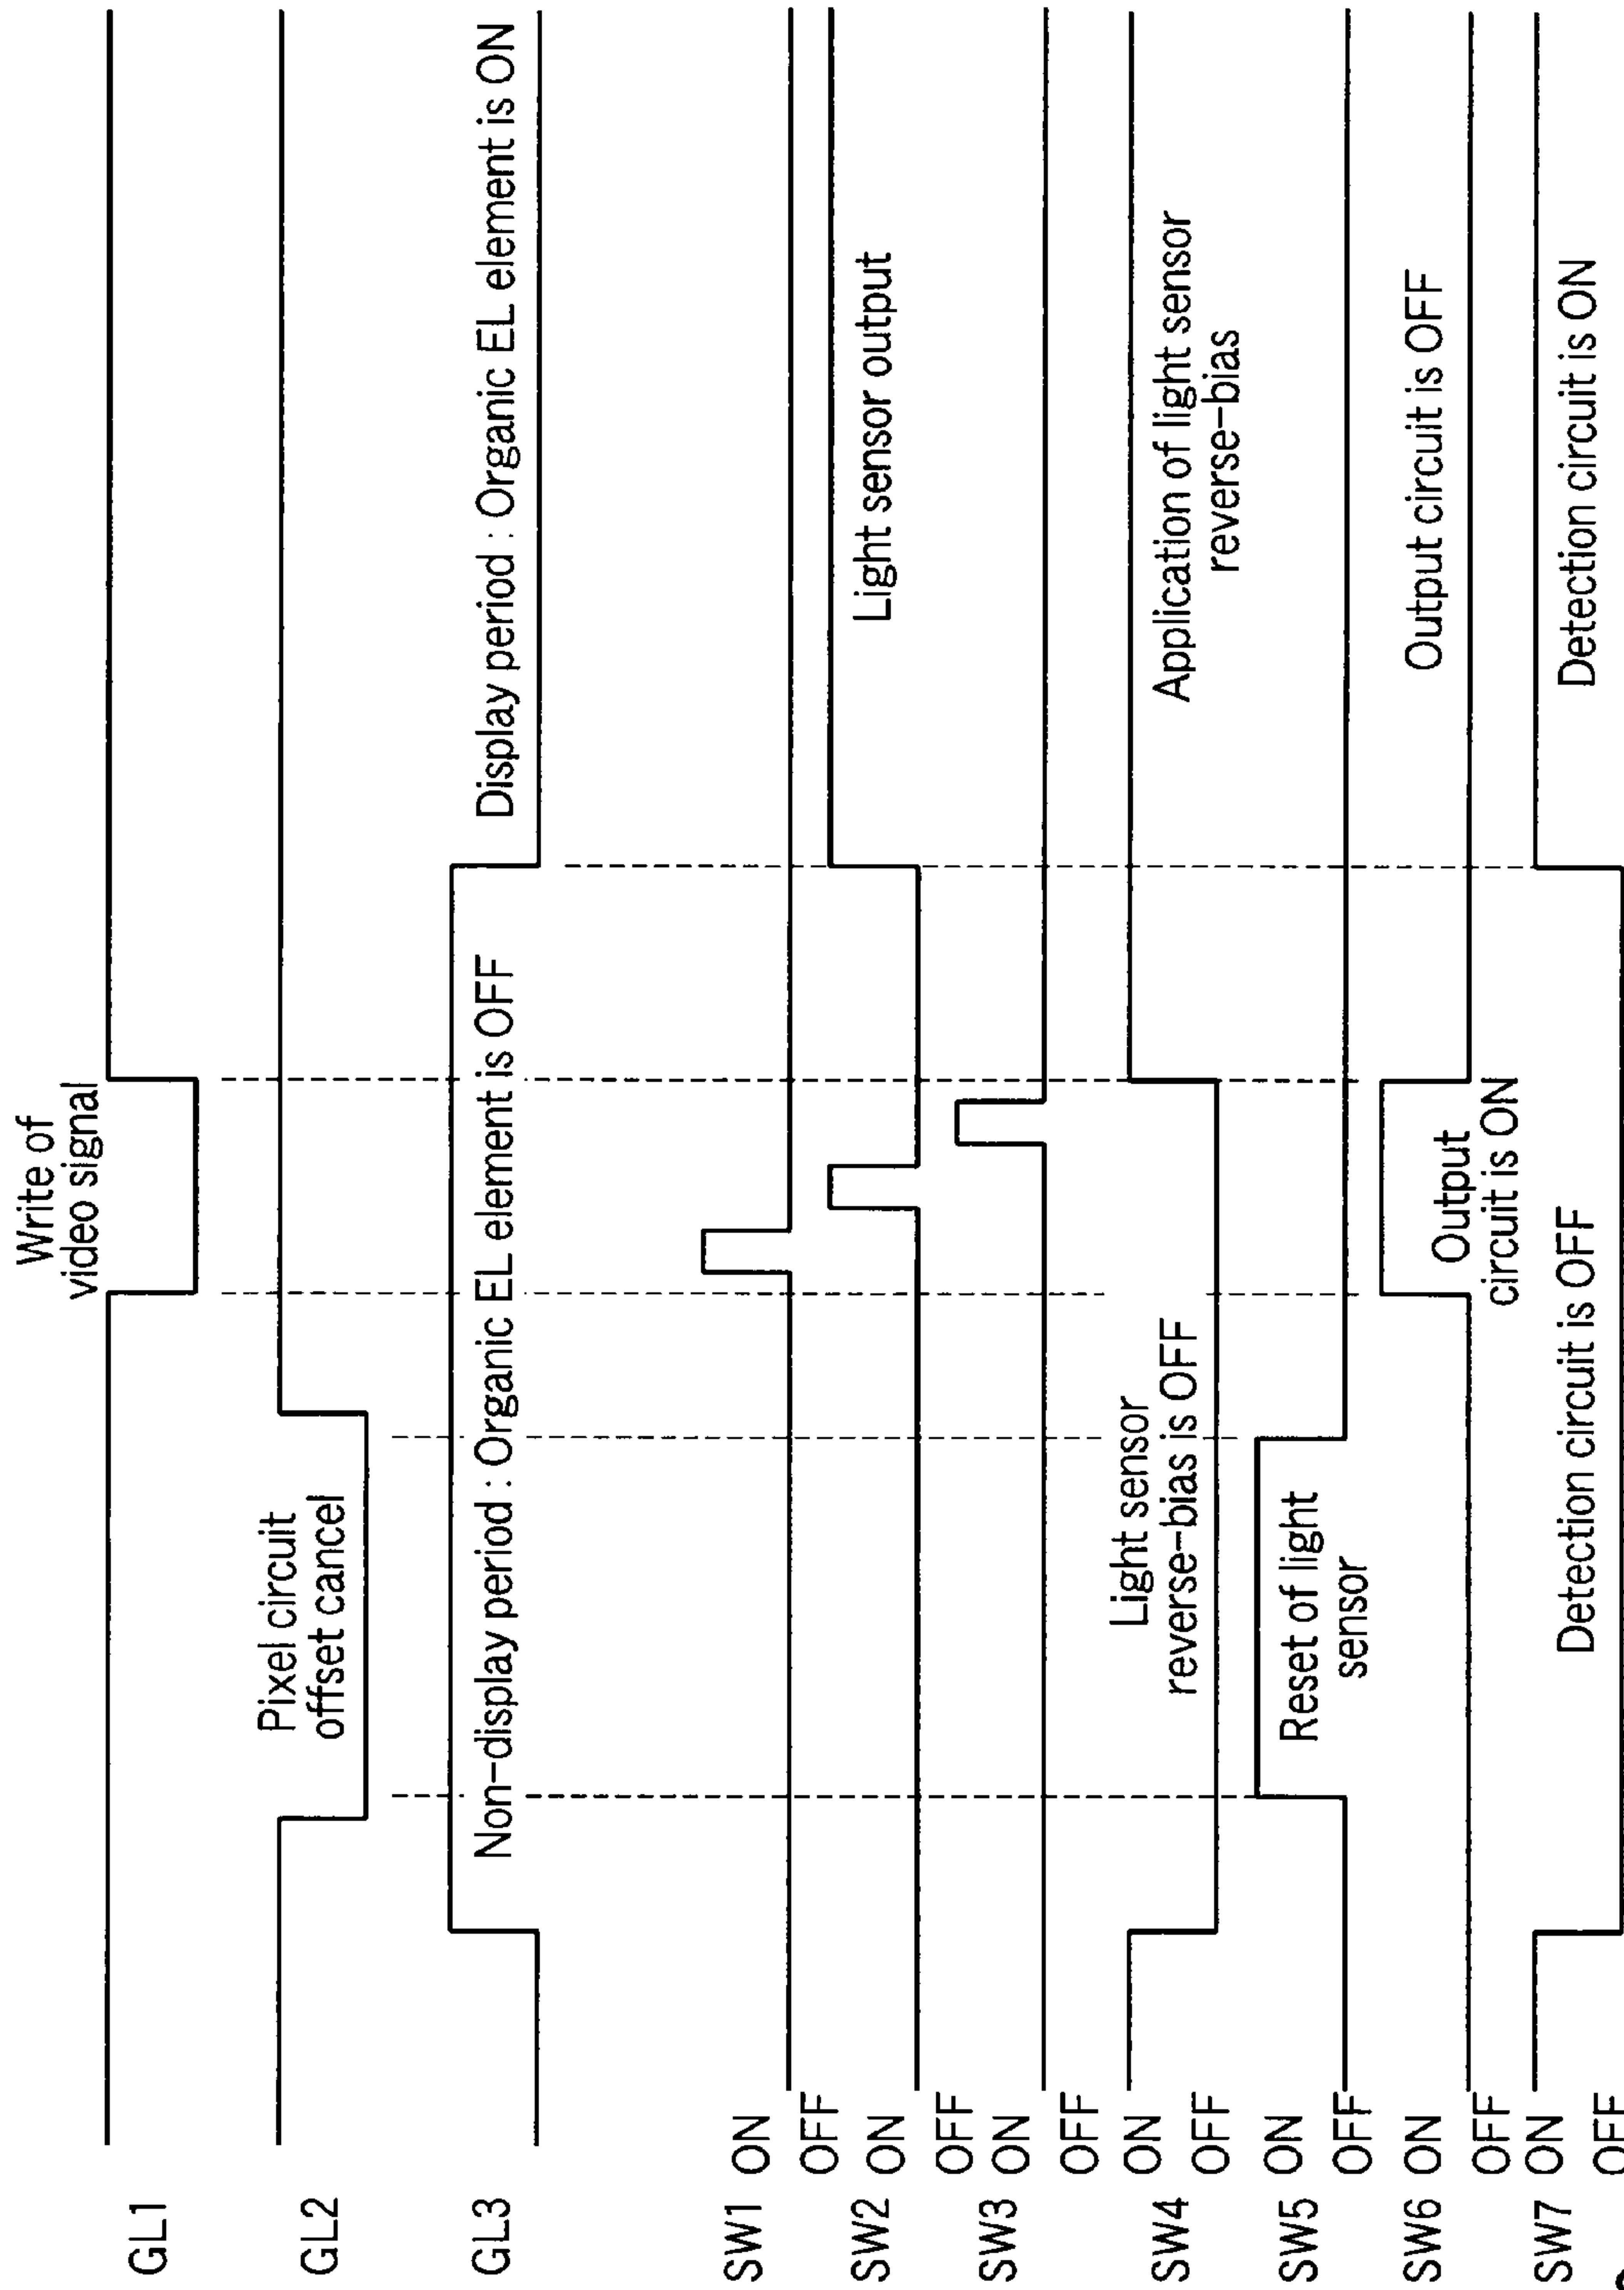 GL1
Write of
video signal
GL2
Pixel circuit
offset cancel
GL3
Non-display period : Organic EL element is OFF
Display period : Organic EL element is ON
SW1
ON
OFF
SW2
ON
OFF
Light sensor output
SW3
ON
OFF
SW4
ON
OFF
Light sensor
reverse-bias is OFF
Application of light sensor
reverse-bias
SW5
ON
OFF
Reset of light
sensor
SW6
ON
OFF
Output
circuit is ON
Output circuit is OFF
SW7
ON
OFF
Detection circuit is OFF
Detection circuit is ON